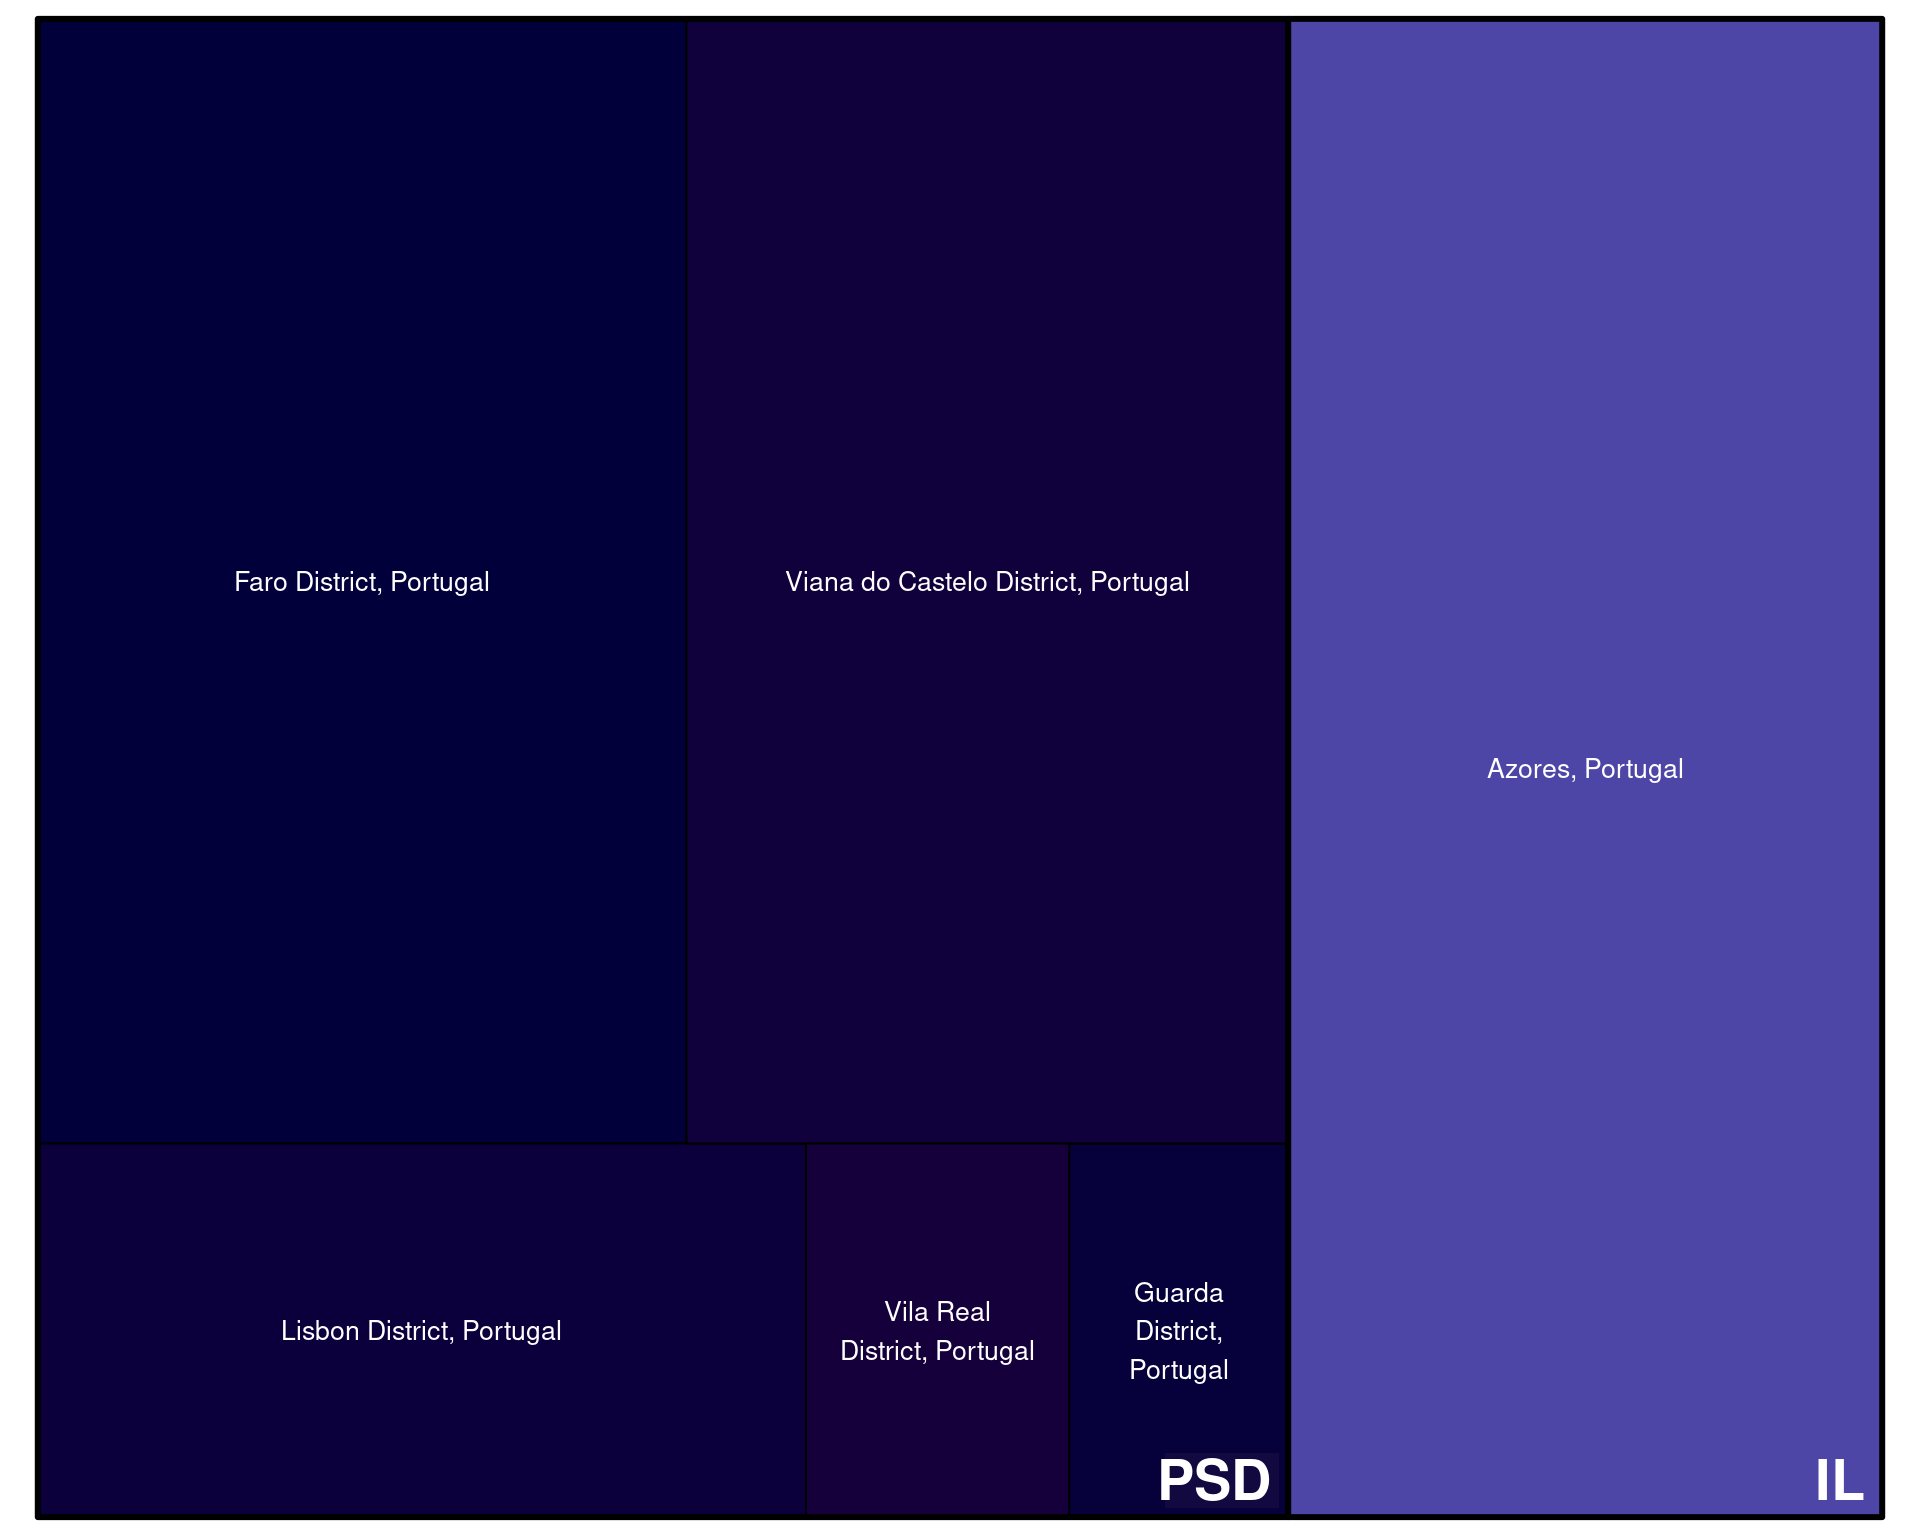 Faro District, Portugal
Viana do Castelo District, Portugal
Azores, Portugal
Lisbon District, Portugal
Vila Real
District, Portugal
Guarda
District,
Portugal
PSD
IL